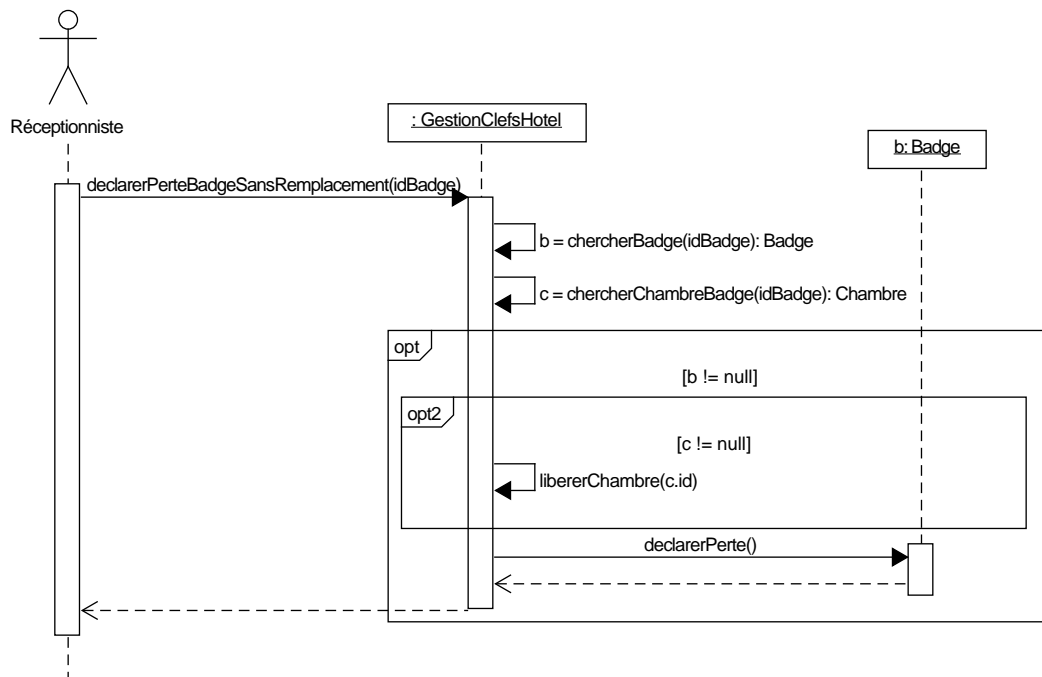 Réceptionniste
: GestionClefsHotel
b: Badge
declarerPerteBadgeSansRemplacement(idBadge)
b = chercherBadge(idBadge): Badge
c = chercherChambreBadge(idBadge): Chambre
opt
[b != null]
opt2
[c != null]
libererChambre(c.id)
declarerPerte()